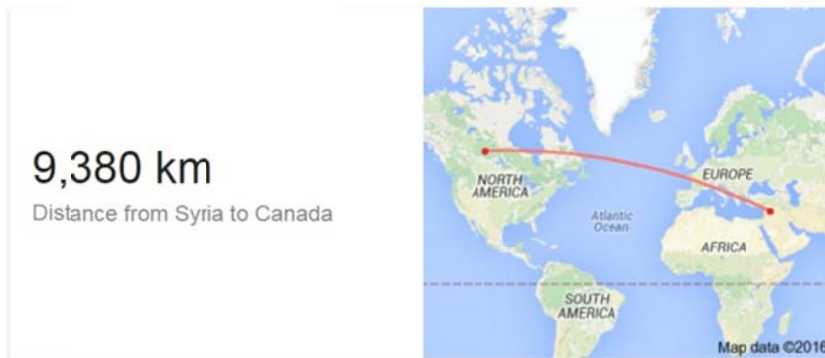 9,380 km
Distance from Syria to Canada
NORTH
AMERICA
EUROPE
Atlantic
Ocean
AFRICA
SOUTH
AMERICA
Map data ©2016